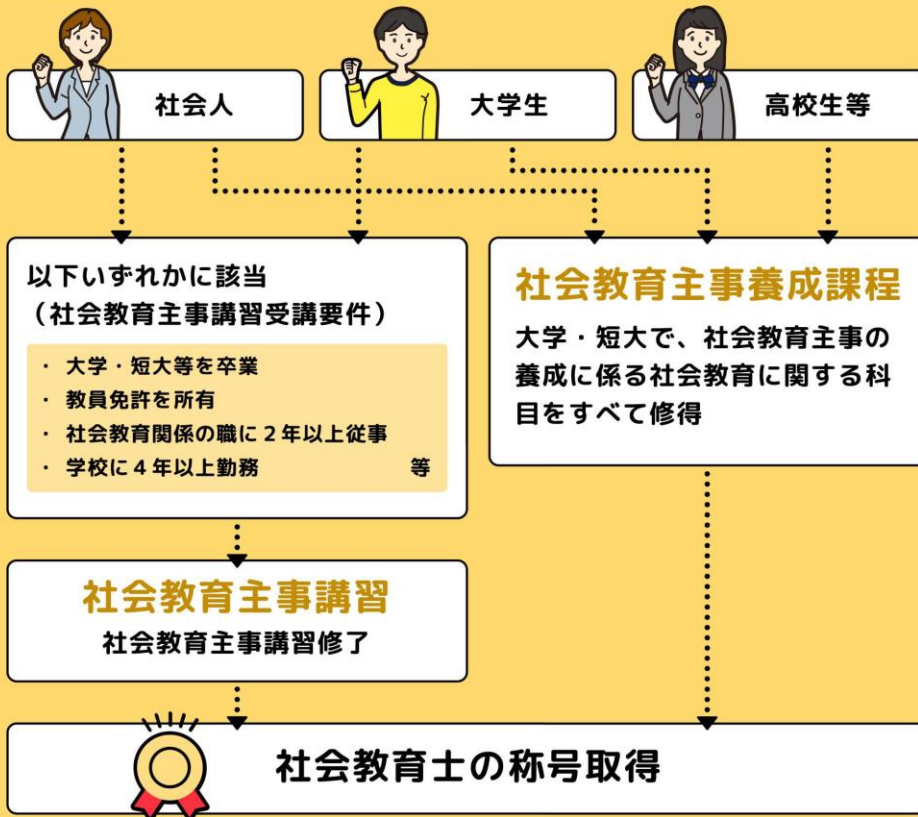 社会人
大学生
高校生等
以下いずれかに該当
（社会教育主事講習受講要件）
・ 大学・短大等を卒業
・ 教員免許を所有
・ 社会教育関係の職に２年以上従事
・ 学校に４年以上勤務 等
社会教育主事養成課程
大学・短大で、社会教育主事の
養成に係る社会教育に関する科
目をすべて修得
社会教育主事講習
社会教育主事講習修了
社会教育士の称号取得